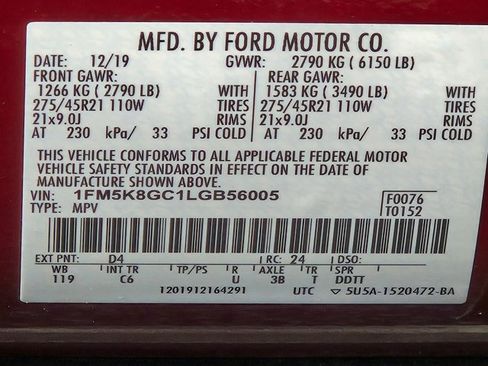 MFD. BY FORD MOTOR CO.
DATE: 12/19 GVWR: 2790 KG ( 6150 LB)
FRONT GAWR: REAR GAWR:
1266 KG ( 2790 LB) WITH 1583 KG ( 3490 LB) WITH
275/45R21 110W TIRES 275/45R21 110W TIRES
21x9.0J RIMS 21x9.0J RIMS
AT 230 kPa/ 33 PSI COLD AT 230 kPa/ 33 PSI COLD
THIS VEHICLE CONFORMS TO ALL APPLICABLE FEDERAL MOTOR
VEHICLE SAFETY STANDARDS IN EFFECT ON THE DATE OF
MANUFACTURE SHOWN ABOVE.
VIN: 1FM5K8GC1LGB56005 F0076
TYPE: MPV T0152
EXT PNT: D4 RC: 24 DSO:
WB INT TR TP/PS R AXLE TR SPR
119 C6 U 3B T DDTT
1201912164291 UTC ▽ 5U5A-1520472-BA